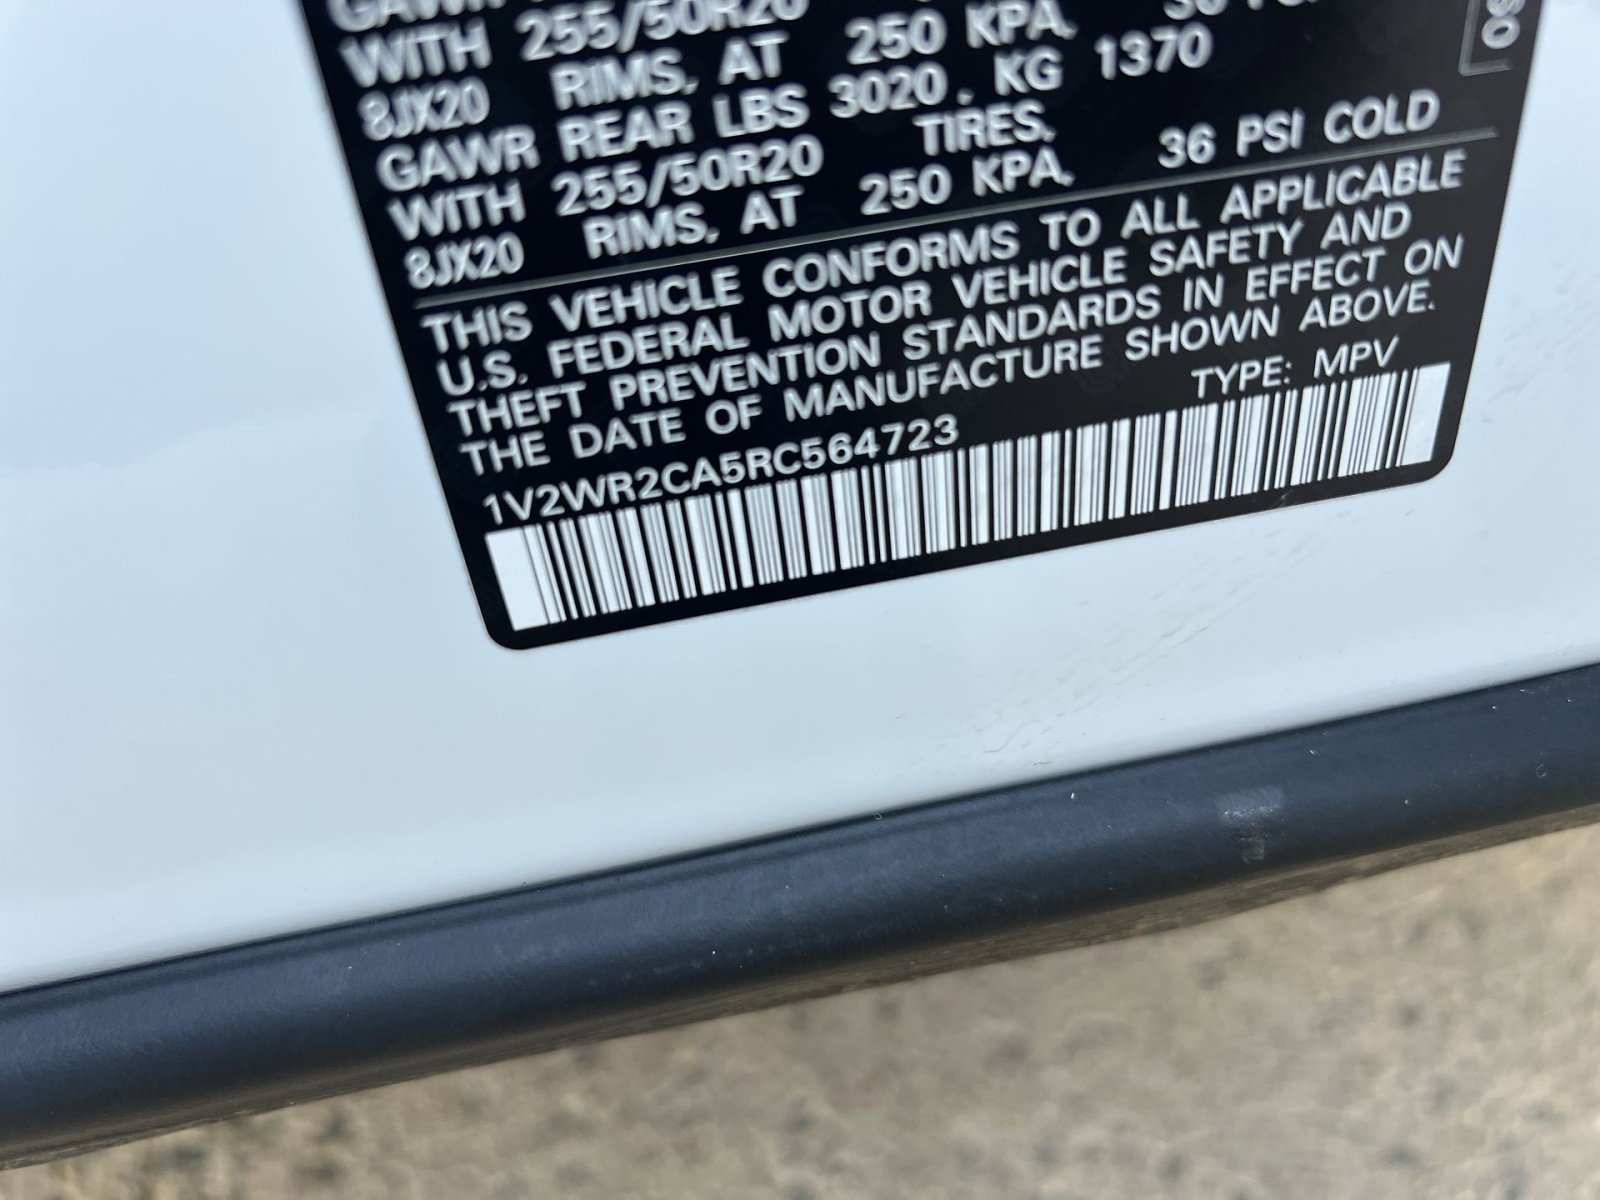 WITH 255/50R20
8JX20 RIMS, AT 250 KPA,
GAWR REAR LBS 3020 . KG 1370
WITH 255/50R20 TIRES,
8JX20 RIMS, AT 250 KPA, 36 PSI COLD
THIS VEHICLE CONFORMS TO ALL APPLICABLE
U.S. FEDERAL MOTOR VEHICLE SAFETY AND
THEFT PREVENTION STANDARDS IN EFFECT ON
THE DATE OF MANUFACTURE SHOWN ABOVE.
1V2WR2CA5RC564723 TYPE: MPV